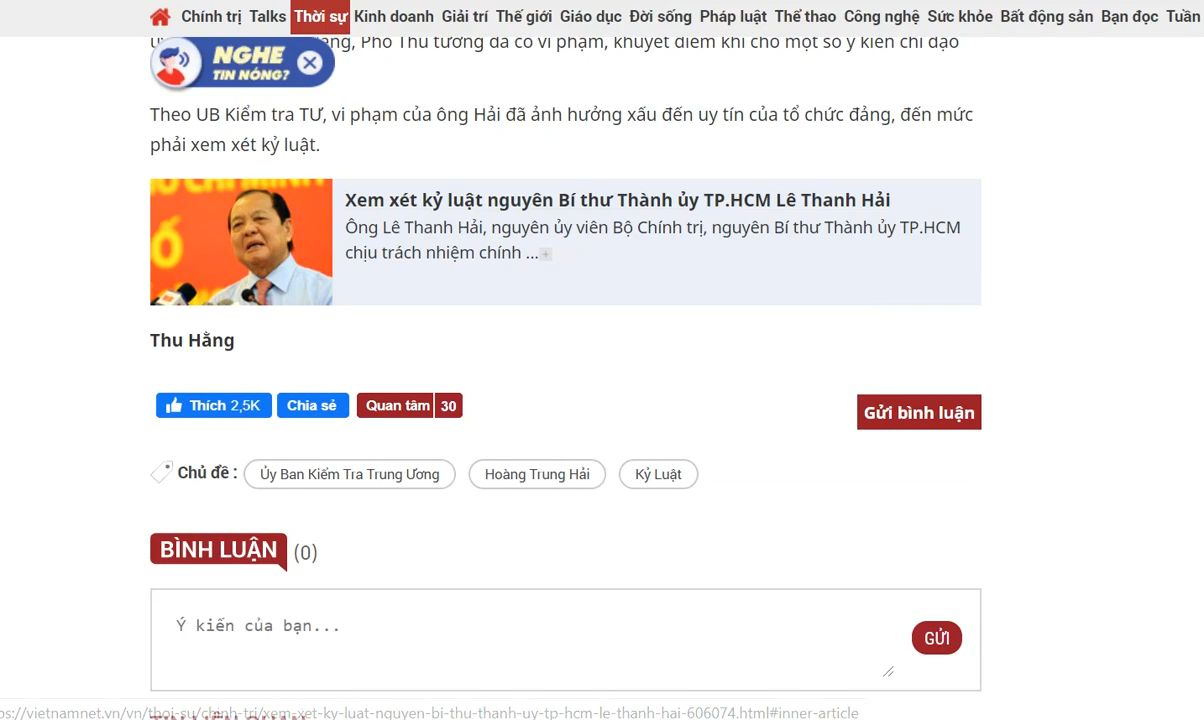 Chính trị Talks Thời sự Kinh doanh Giải trí Thế giới Giáo dục Đời sống Pháp luật Thể thao Công nghệ Sức khỏe Bất động sản Bạn đọc Tuần
Phó Thủ tướng đã có vi phạm, khuyết điểm khi cho một số ý kiến chỉ đạo
NGHE
TIN NÓNG?
Theo UB Kiểm tra TƯ, vi phạm của ông Hải đã ảnh hưởng xấu đến uy tín của tổ chức đảng, đến mức
phải xem xét kỷ luật.
Xem xét kỷ luật nguyên Bí thư Thành ủy TP.HCM Lê Thanh Hải
Ông Lê Thanh Hải, nguyên ủy viên Bộ Chính trị, nguyên Bí thư Thành ủy TP.HCM
chịu trách nhiệm chính ...
Thu Hằng
Thích 2,5K Chia sẻ Quan tâm 30
Gửi bình luận
Chủ đề : Ủy Ban Kiểm Tra Trung Ương Hoàng Trung Hải Kỷ Luật
BÌNH LUẬN (0)
Ý kiến của bạn...
GỬI
ps://vietnamnet.vn/vn/thoi-su/chinh-tri/xem-xet-ky-luat-nguyen-bi-thu-thanh-uy-tp-hcm-le-thanh-hai-606074.html#inner-article